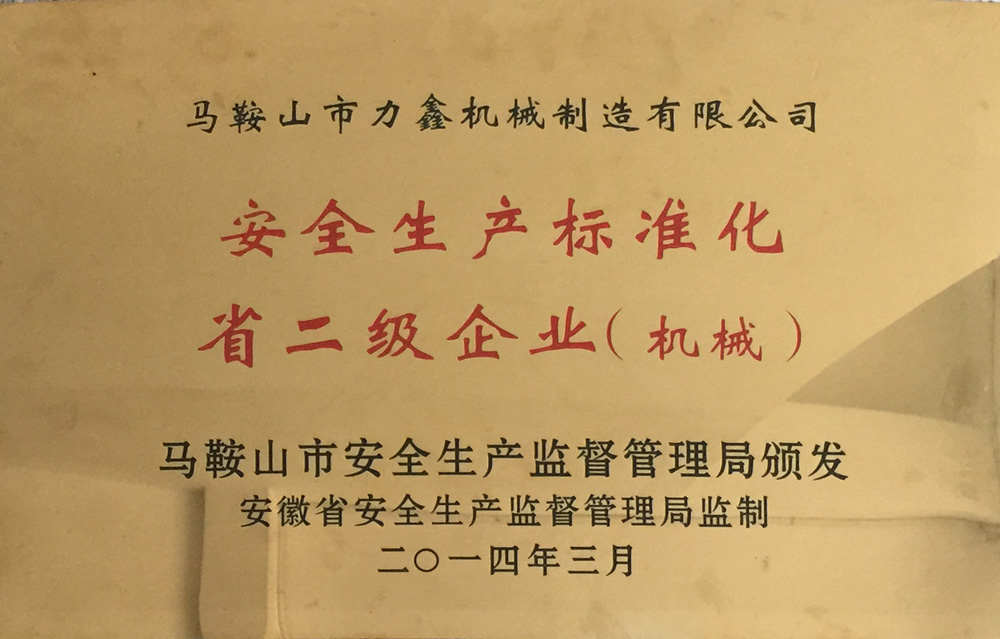 马鞍山市力鑫机械制造有限公司
安全生产标准化
省二级企业（机械）
马鞍山市安全生产监督管理局颁发
安徽省安全生产监督管理局监制
二〇一四年三月